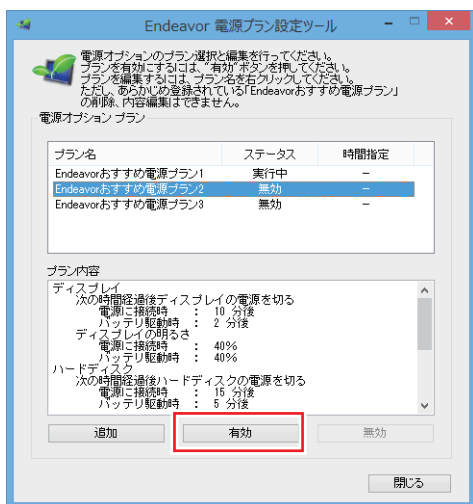 Endeavor 電源プラン設定ツール
電源オプションのプラン選択と編集を行ってください。
プランを有効にするには、"有効"ボタンを押してください。
プランを編集するには、プラン名を右クリックしてください。
ただし、あらかじめ登録されている「Endeavorおすすめ電源プラン」
の削除、内容編集はできません。
電源オプション プラン
プラン名 ステータス 時間指定
Endeavorおすすめ電源プラン1 実行中 −
Endeavorおすすめ電源プラン2 無効 −
Endeavorおすすめ電源プラン3 無効 −
プラン内容
ディスプレイ
次の時間経過後ディスプレイの電源を切る
電源に接続時 : 10 分後
バッテリ駆動時 : 2 分後
ディスプレイの明るさ
電源に接続時 : 40%
バッテリ駆動時 : 40%
ハードディスク
次の時間経過後ハードディスクの電源を切る
電源に接続時 : 15 分後
バッテリ駆動時 : 5 分後
追加 有効 無効
閉じる